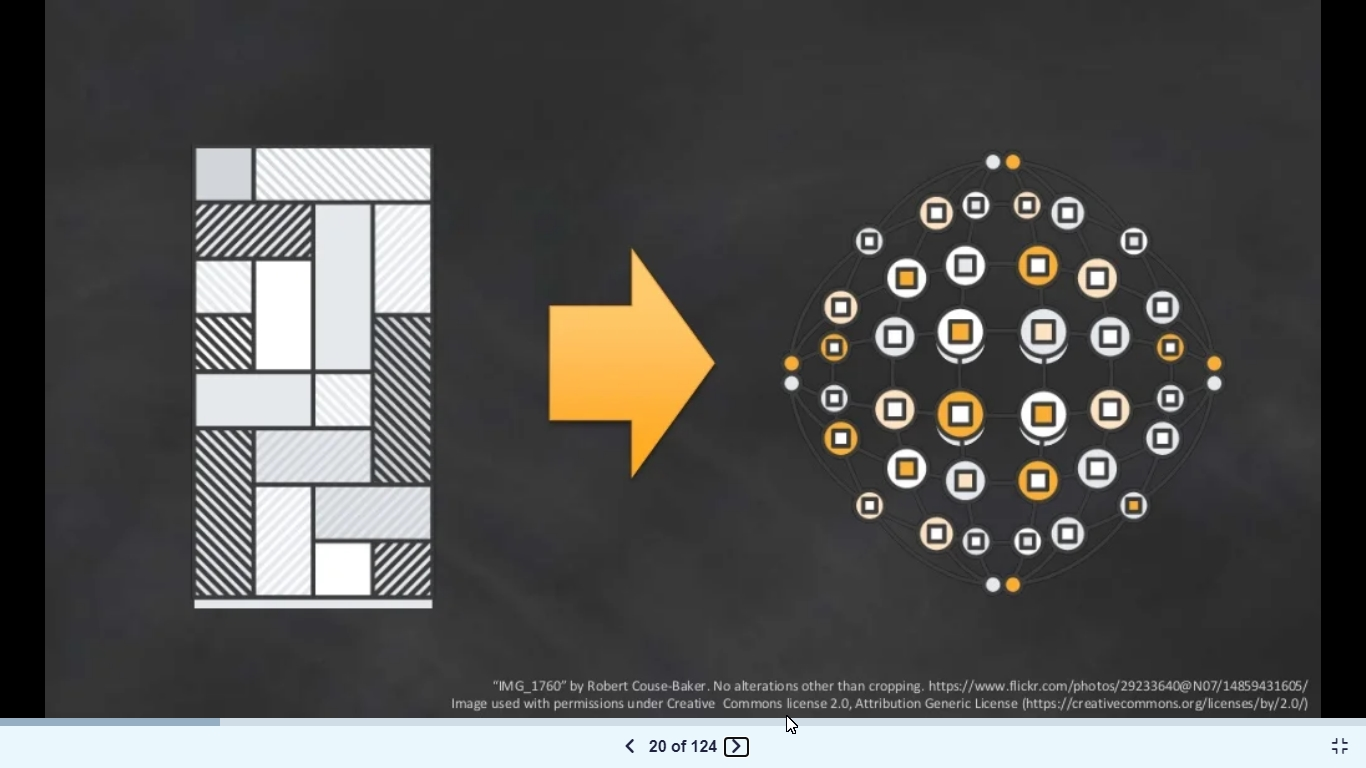 “IMG_1760” by Robert Couse-Baker. No alterations other than cropping. https://www.flickr.com/photos/29233640@N07/14859431605/
Image used with permissions under Creative Commons license 2.0, Attribution Generic License (https://creativecommons.org/licenses/by/2.0/)
20 of 124